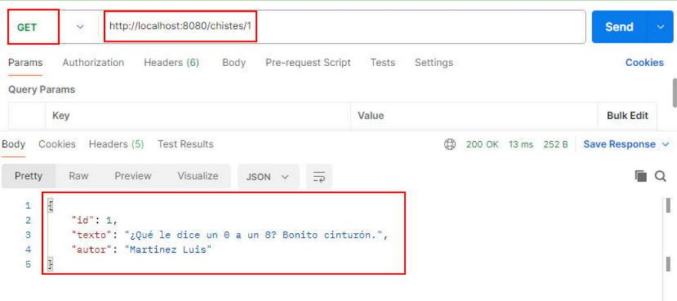 GET http://localhost:8080/chistes/1 Send
Params Authorization Headers (6) Body Pre-request Script Tests Settings Cookies
Query Params
Key Value Bulk Edit
Body Cookies Headers (5) Test Results 200 OK 13 ms 252 B Save Response
Pretty Raw Preview Visualize JSON
1 {
2 "id": 1,
3 "texto": "¿Qué le dice un 0 a un 8? Bonito cinturón.",
4 "autor": "Martinez Luis"
5 }